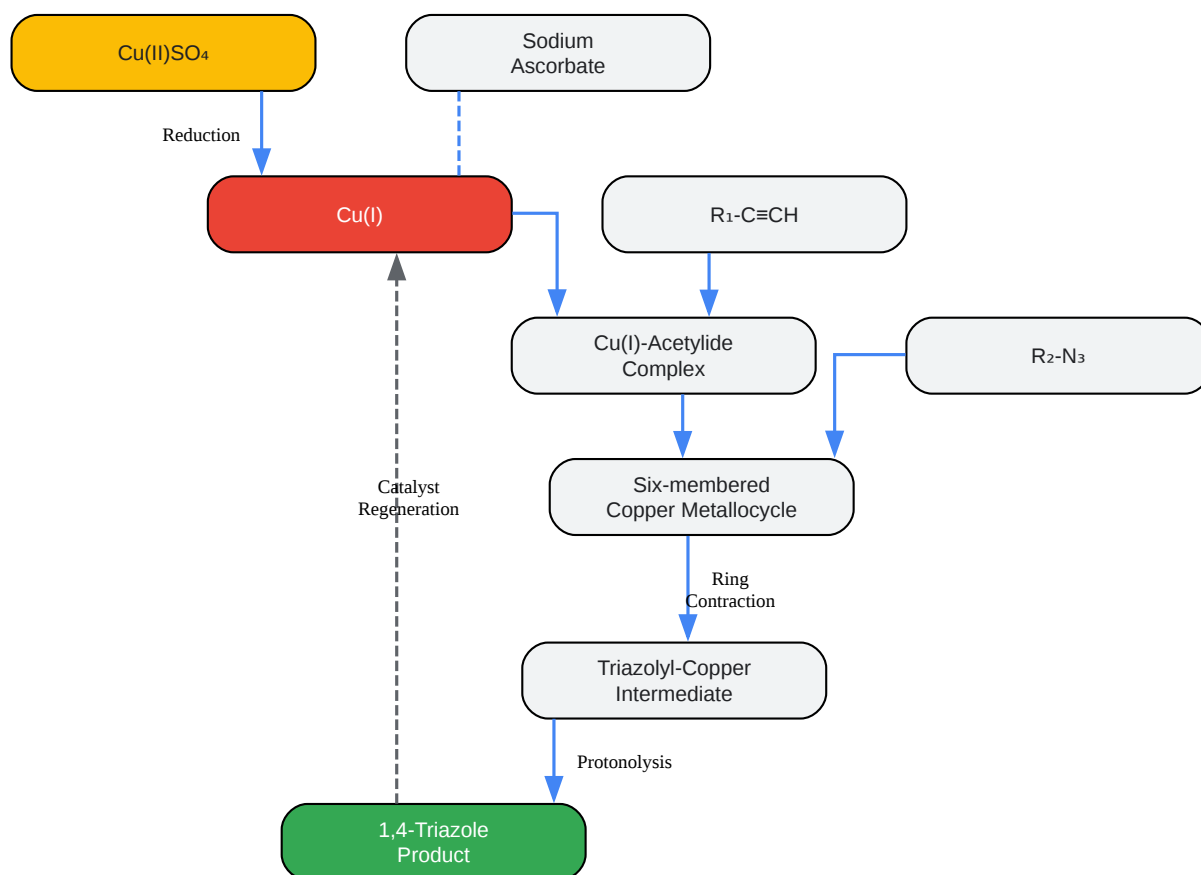 Cu(II)SO₄
Sodium
Ascorbate
Reduction
Cu(I)
R₁-C≡CH
Cu(I)-Acetylide
Complex
R₂-N₃
Six-membered
Copper Metallocycle
Catalyst
Regeneration
Ring
Contraction
Triazolyl-Copper
Intermediate
Protonolysis
1,4-Triazole
Product